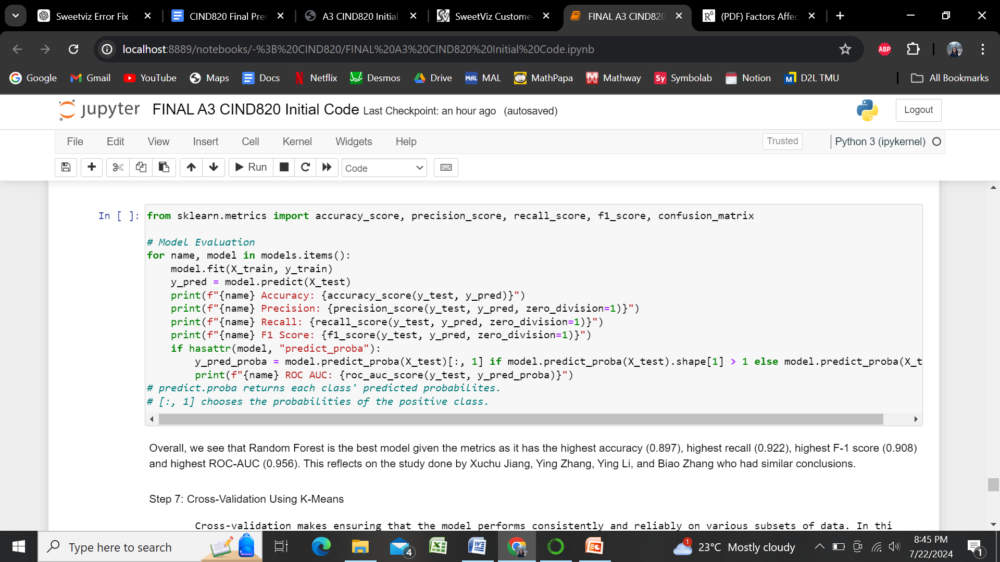 Sweetviz Error Fix
CIND820 Final Pres
A3 CIND820 Initial
SweetViz Custome
FINAL A3 CIND820
(PDF) Factors Affec
localhost:8889/notebooks/-%3B%20CIND820/FINAL%20A3%20CIND820%20Initial%20Code.ipynb
ABP
Google Gmail YouTube Maps Docs Netflix Desmos Drive MAL MAL MathPapa Mathway Sy Symbolab Notion D2L TMU All Bookmarks
jupyter FINAL A3 CIND820 Initial Code Last Checkpoint: an hour ago (autosaved)
Logout
File Edit View Insert Cell Kernel Widgets Help
Trusted
Python 3 (ipykernel)
Run
Code
In [ ]: from sklearn.metrics import accuracy_score, precision_score, recall_score, f1_score, confusion_matrix
# Model Evaluation
for name, model in models.items():
    model.fit(X_train, y_train)
    y_pred = model.predict(X_test)
    print(f"{name} Accuracy: {accuracy_score(y_test, y_pred)}")
    print(f"{name} Precision: {precision_score(y_test, y_pred, zero_division=1)}")
    print(f"{name} Recall: {recall_score(y_test, y_pred, zero_division=1)}")
    print(f"{name} F1 Score: {f1_score(y_test, y_pred, zero_division=1)}")
    if hasattr(model, "predict_proba"):
        y_pred_proba = model.predict_proba(X_test)[:, 1] if model.predict_proba(X_test).shape[1] > 1 else model.predict_proba(X_t
        print(f"{name} ROC AUC: {roc_auc_score(y_test, y_pred_proba)}")
# predict.proba returns each class' predicted probabilites.
# [:, 1] chooses the probabilities of the positive class.
Overall, we see that Random Forest is the best model given the metrics as it has the highest accuracy (0.897), highest recall (0.922), highest F-1 score (0.908)
and highest ROC-AUC (0.956). This reflects on the study done by Xuchu Jiang, Ying Zhang, Ying Li, and Biao Zhang who had similar conclusions.
Step 7: Cross-Validation Using K-Means
Cross-validation makes ensuring that the model performs consistently and reliably on various subsets of data. In thi
Type here to search
4
1
23°C Mostly cloudy
8:45 PM
7/22/2024
1